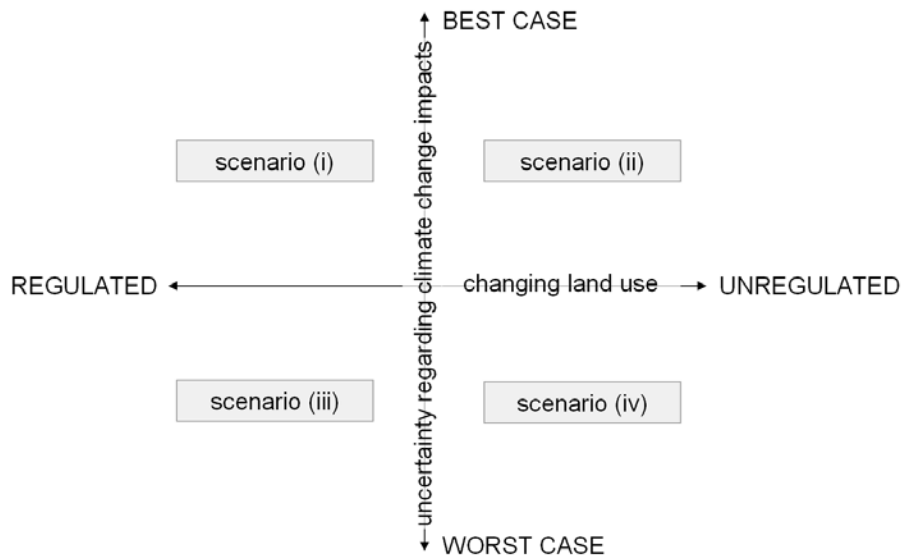 BEST CASE
uncertainty regarding climate change impacts
scenario (i)
scenario (ii)
REGULATED
changing land use
UNREGULATED
scenario (iii)
scenario (iv)
WORST CASE